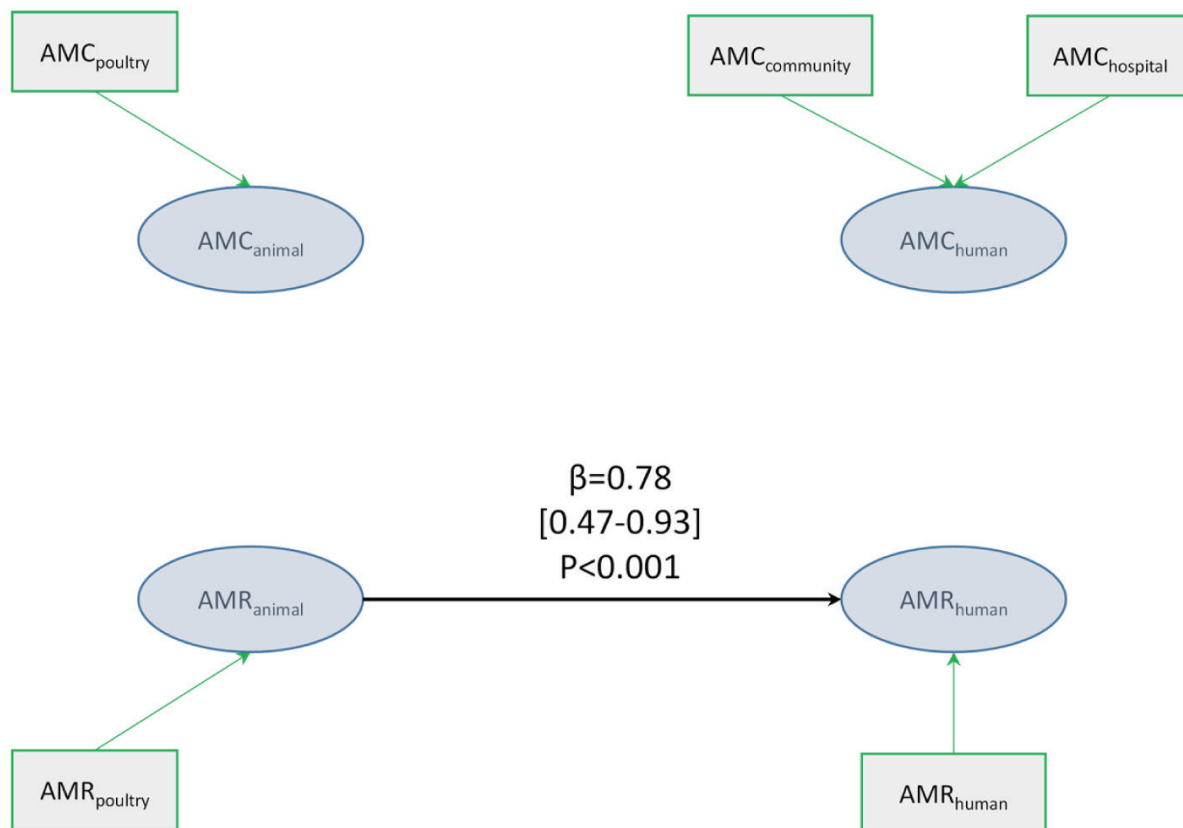 AMCpoultry
AMCcommunity
AMChospital
AMCanimal
AMChuman
β=0.78
[0.47-0.93]
P<0.001
AMRanimal
AMRhuman
AMRpoultry
AMRhuman